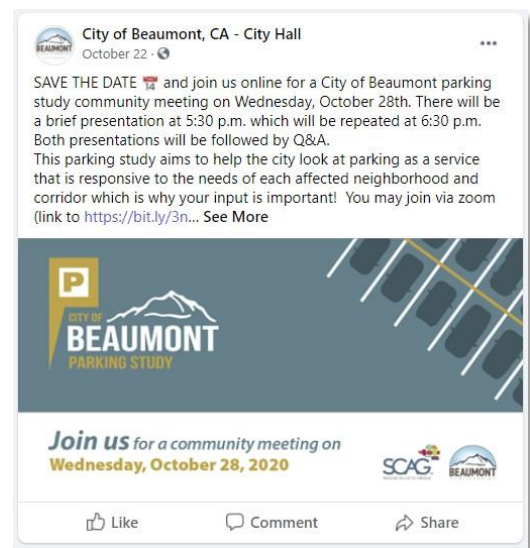 City of Beaumont, CA - City Hall
October 22 ·
SAVE THE DATE and join us online for a City of Beaumont parking
study community meeting on Wednesday, October 28th. There will be
a brief presentation at 5:30 p.m. which will be repeated at 6:30 p.m.
Both presentations will be followed by Q&A.
This parking study aims to help the city look at parking as a service
that is responsive to the needs of each affected neighborhood and
corridor which is why your input is important! You may join via zoom
(link to https://bit.ly/3n... See More
P
CITY OF
BEAUMONT
PARKING STUDY
Join us for a community meeting on
Wednesday, October 28, 2020
SCAG
BEAUMONT
Like
Comment
Share